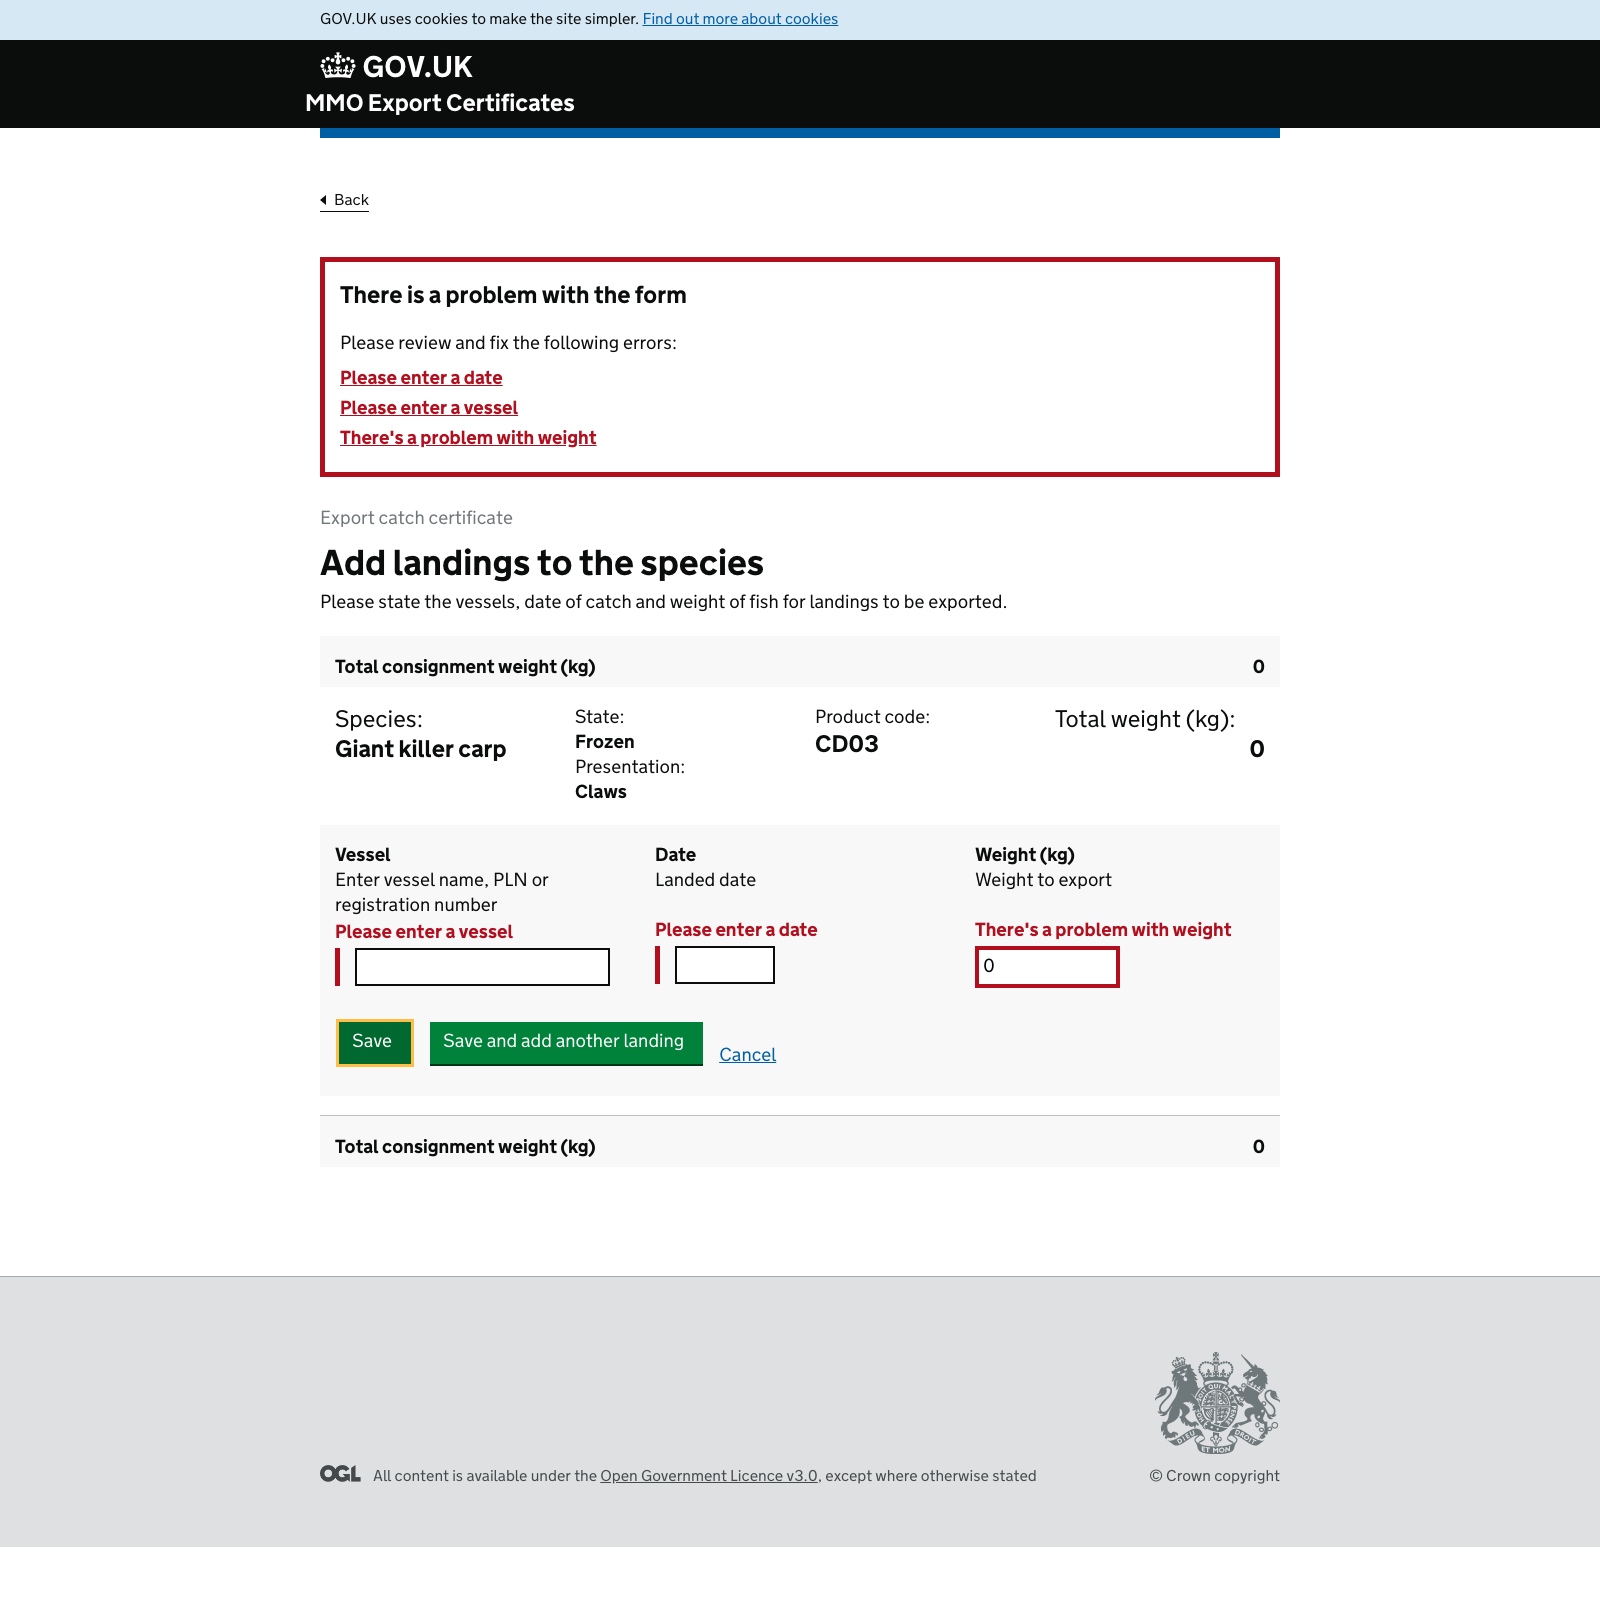 GOV.UK uses cookies to make the site simpler. Find out more about cookies
GOV.UK
MMO Export Certificates
Back
There is a problem with the form
Please review and fix the following errors:
Please enter a date
Please enter a vessel
There's a problem with weight
Export catch certificate
Add landings to the species
Please state the vessels, date of catch and weight of fish for landings to be exported.
Total consignment weight (kg) 0
Species: State: Product code: Total weight (kg):
Giant killer carp Frozen CD03 0
Presentation:
Claws
Vessel Date Weight (kg)
Enter vessel name, PLN or Landed date Weight to export
registration number
Please enter a vessel Please enter a date There's a problem with weight
0
Save Save and add another landing Cancel
Total consignment weight (kg) 0
DIEU ET MON DROIT
OGL All content is available under the Open Government Licence v3.0, except where otherwise stated © Crown copyright